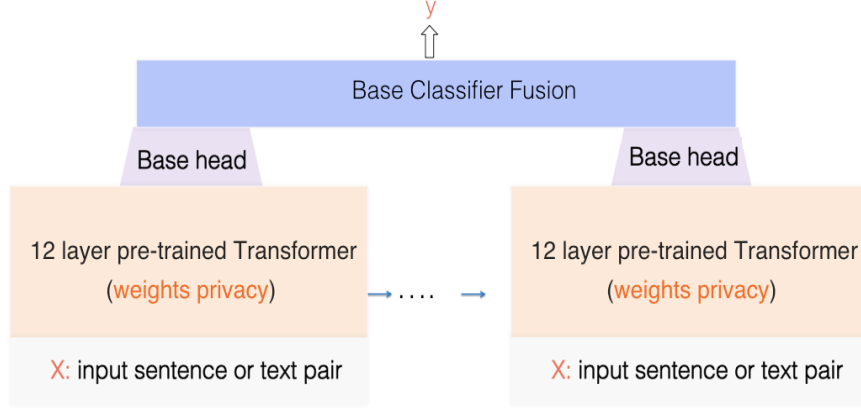 y
Base Classifier Fusion
Base head
Base head
12 layer pre-trained Transformer
(weights privacy)
....
12 layer pre-trained Transformer
(weights privacy)
X: input sentence or text pair
X: input sentence or text pair